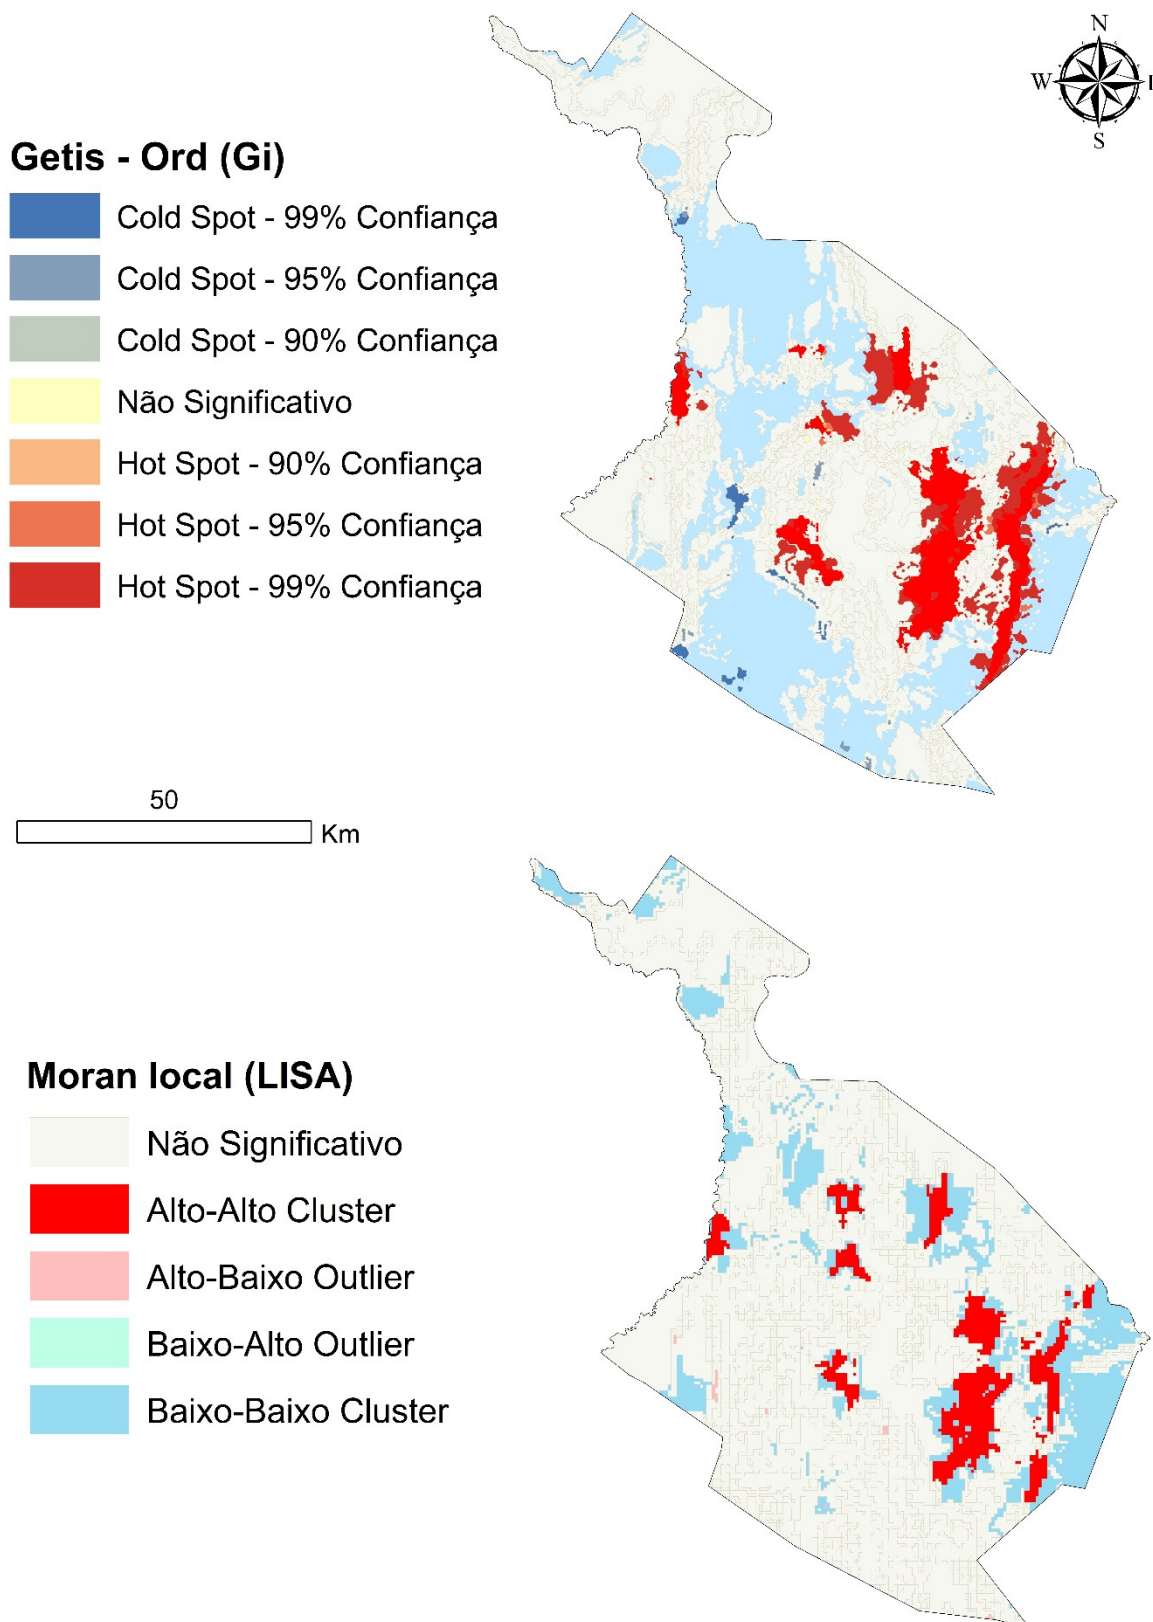 N
W
I
S
Getis - Ord (Gi)
Cold Spot - 99% Confiança
Cold Spot - 95% Confiança
Cold Spot - 90% Confiança
Não Significativo
Hot Spot - 90% Confiança
Hot Spot - 95% Confiança
Hot Spot - 99% Confiança
50
Km
Moran local (LISA)
Não Significativo
Alto-Alto Cluster
Alto-Baixo Outlier
Baixo-Alto Outlier
Baixo-Baixo Cluster